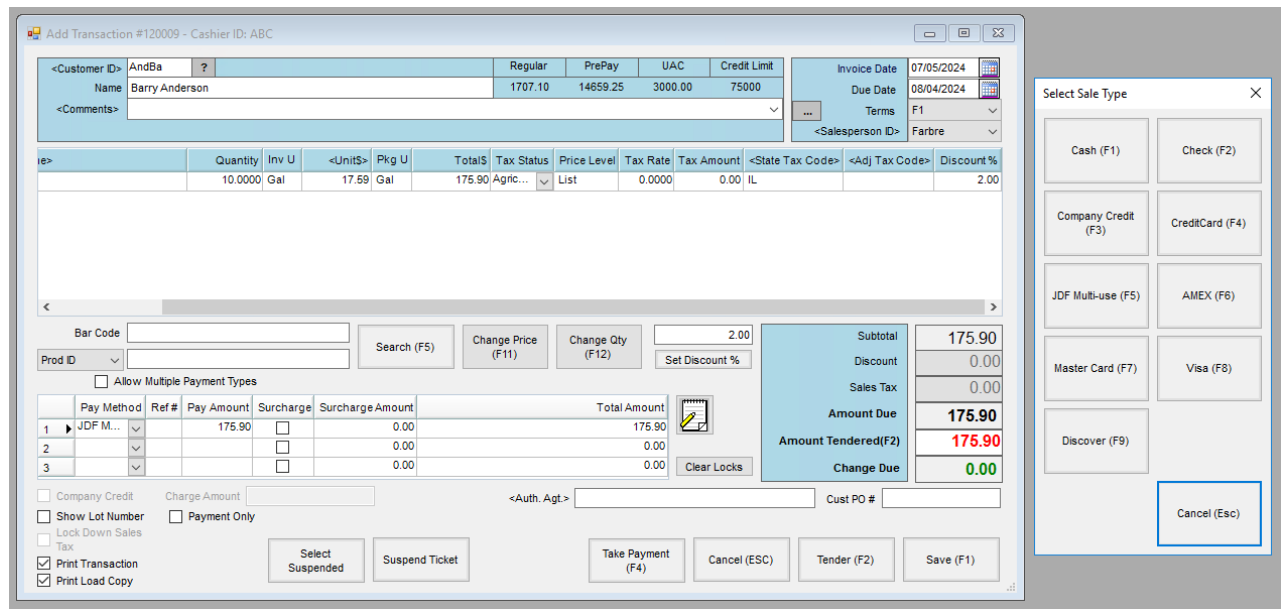 Add Transaction #120009 - Cashier ID: ABC
<Customer ID> AndBa ? Regular PrePay UAC Credit Limit Invoice Date 07/05/2024
Name Barry Anderson 1707.10 14659.25 3000.00 75000 Due Date 08/04/2024
<Comments> ... Terms F1
<Salesperson ID> Farbre
ıe> Quantity Inv U <Unit$> Pkg U Total$ Tax Status Price Level Tax Rate Tax Amount <State Tax Code> <Adj Tax Code> Discount %
10.0000 Gal 17.59 Gal 175.90 Agric... List 0.0000 0.00 IL 2.00
Bar Code Search (F5) Change Price (F11) Change Qty (F12) 2.00 Subtotal 175.90
Prod ID Set Discount % Discount 0.00
Allow Multiple Payment Types Sales Tax 0.00
Pay Method Ref # Pay Amount Surcharge Surcharge Amount Total Amount Amount Due 175.90
1 JDF M... 175.90 0.00 175.90
2 0.00 0.00 Amount Tendered(F2) 175.90
3 0.00 0.00 Clear Locks Change Due 0.00
Company Credit Charge Amount <Auth. Agt.> Cust PO #
Show Lot Number Payment Only
Lock Down Sales
Tax
Print Transaction
Print Load Copy
Select
Suspended
Suspend Ticket
Take Payment
(F4)
Cancel (ESC)
Tender (F2)
Save (F1)
Select Sale Type
Cash (F1) Check (F2)
Company Credit
(F3)
CreditCard (F4)
JDF Multi-use (F5) AMEX (F6)
Master Card (F7) Visa (F8)
Discover (F9)
Cancel (Esc)